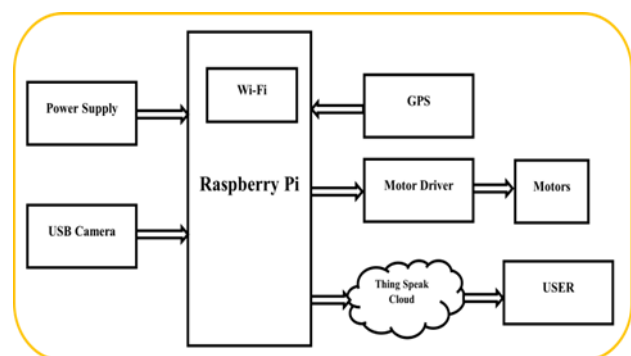 Power Supply
USB Camera
Wi-Fi
Raspberry Pi
GPS
Motor Driver
Motors
Thing Speak
Cloud
USER